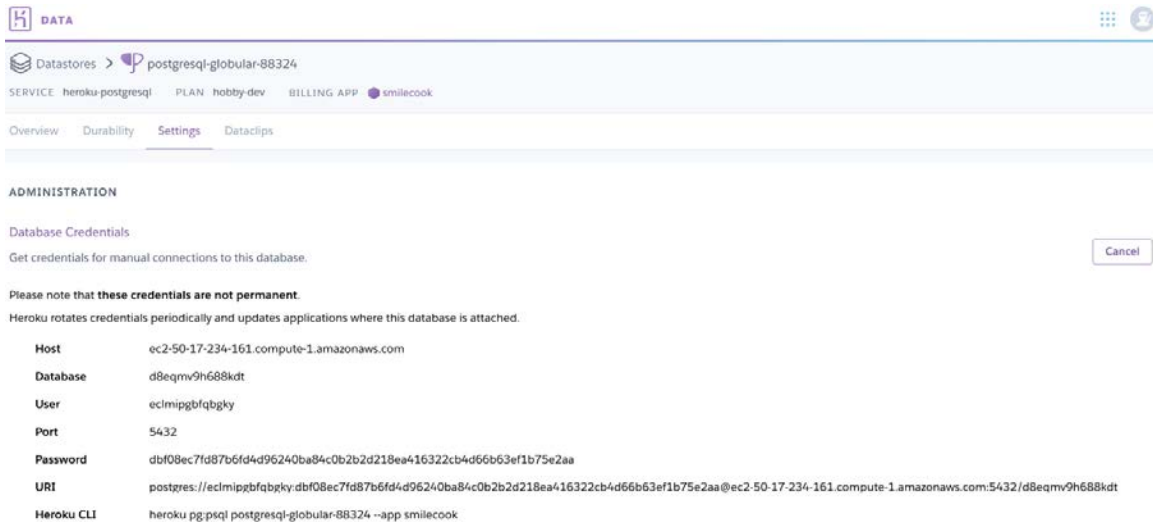 DATA
Datastores > postgresql-globular-88324
SERVICE heroku-postgresql PLAN hobby-dev BILLING APP smilecook
Overview Durability Settings Dataclips
ADMINISTRATION
Database Credentials
Get credentials for manual connections to this database.
Cancel
Please note that these credentials are not permanent.
Heroku rotates credentials periodically and updates applications where this database is attached.
Host ec2-50-17-234-161.compute-1.amazonaws.com
Database d8eqmv9h688kdt
User eclmipgbfqbgky
Port 5432
Password dbf08ec7fd87b6fd4d96240ba84c0b2b2d218ea416322cb4d66b63ef1b75e2aa
URI postgres://eclmipgbfqbgky:dbf08ec7fd87b6fd4d96240ba84c0b2b2d218ea416322cb4d66b63ef1b75e2aa@ec2-50-17-234-161.compute-1.amazonaws.com:5432/d8eqmv9h688kdt
Heroku CLI heroku pg:psql postgresql-globular-88324 --app smilecook